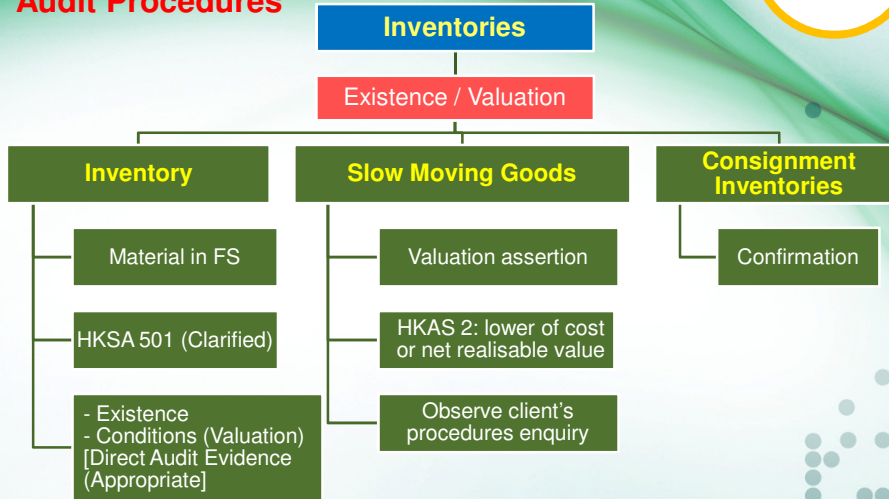 Audit Procedures
Inventories
Existence / Valuation
Inventory
Slow Moving Goods
Consignment
Inventories
Material in FS
Valuation assertion
Confirmation
HKSA 501 (Clarified)
HKAS 2: lower of cost
or net realisable value
- Existence
- Conditions (Valuation)
[Direct Audit Evidence
(Appropriate]
Observe client's
procedures enquiry